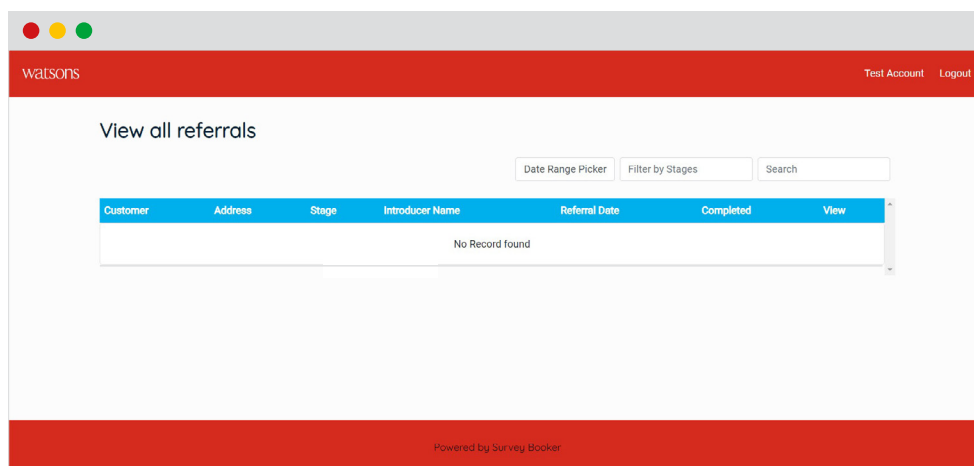 watsons
Test Account Logout
View all referrals
Date Range Picker Filter by Stages Search
Customer Address Stage Introducer Name Referral Date Completed View
No Record found
Powered by Survey Booker